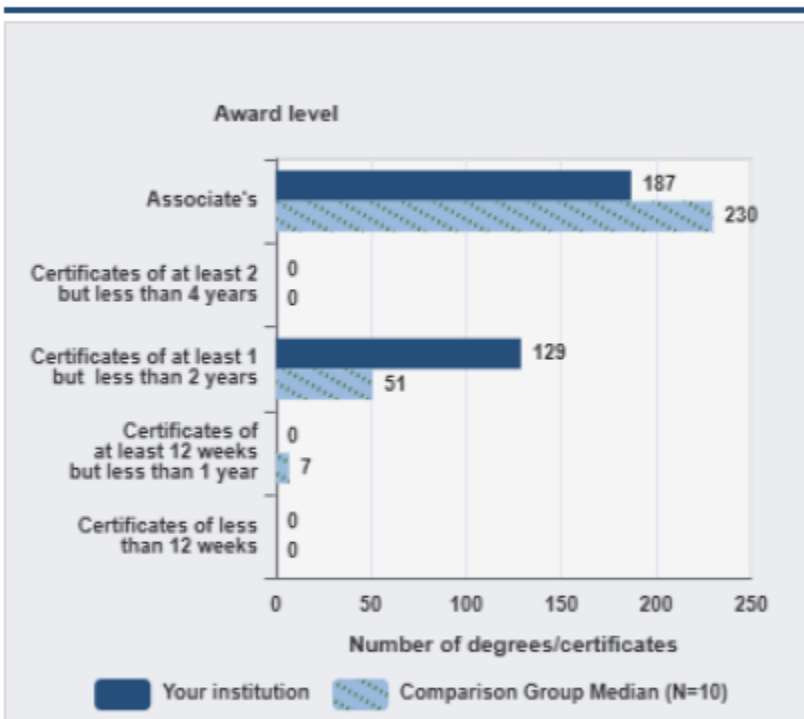 Award level
Associate's
187
230
Certificates of at least 2
but less than 4 years
0
0
Certificates of at least 1
but less than 2 years
129
51
Certificates of
at least 12 weeks
but less than 1 year
0
7
Certificates of less
than 12 weeks
0
0
0 50 100 150 200 250
Number of degrees/certificates
Your institution Comparison Group Median (N=10)